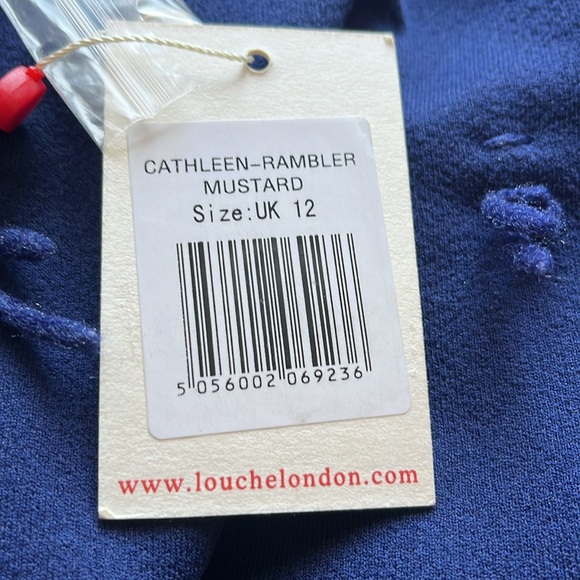 CATHLEEN-RAMBLER
MUSTARD
Size:UK 12
5 056002 069236
www.louchelondon.com